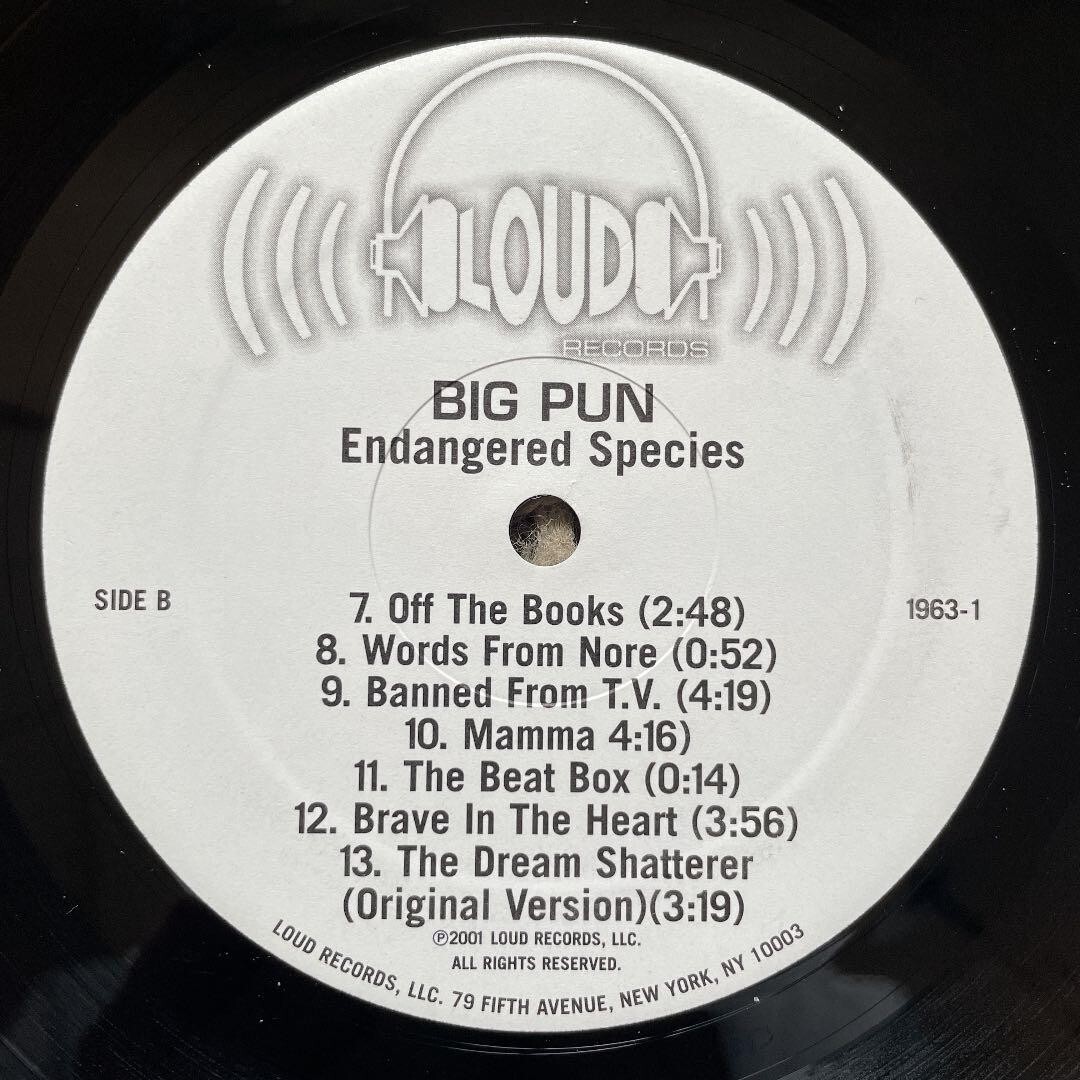 LOUD
RECORDS
BIG PUN
Endangered Species
SIDE B
1963-1
7. Off The Books (2:48)
8. Words From Nore (0:52)
9. Banned From T.V. (4:19)
10. Mamma 4:16)
11. The Beat Box (0:14)
12. Brave In The Heart (3:56)
13. The Dream Shatterer
(Original Version)(3:19)
℗2001 LOUD RECORDS, LLC.
ALL RIGHTS RESERVED.
LOUD RECORDS, LLC. 79 FIFTH AVENUE, NEW YORK, NY 10003